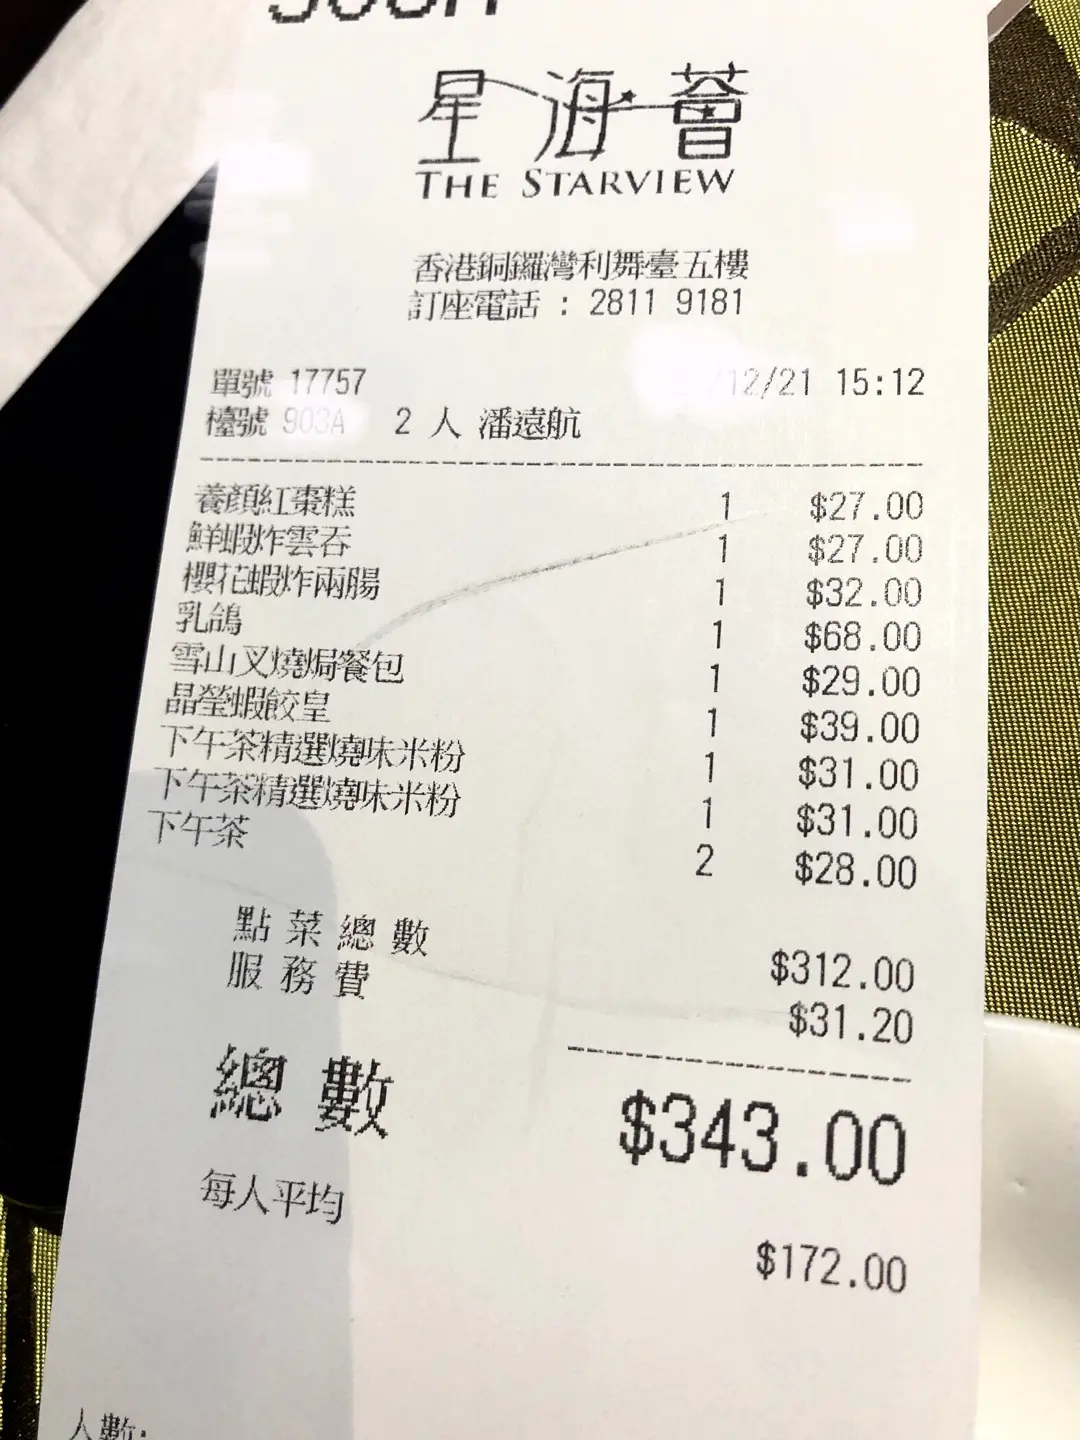 星海薈
THE STARVIEW
香港銅鑼灣利舞臺五樓
訂座電話 : 2811 9181
單號 17757
/12/21 15:12
檯號 903A 2 人 潘遠航
養顏紅棗糕 1 $27.00
鮮蝦炸雲吞 1 $27.00
櫻花蝦炸兩腸 1 $32.00
乳鴿 1 $68.00
雪山叉燒焗餐包 1 $29.00
晶瑩蝦餃皇 1 $39.00
下午茶精選燒味米粉 1 $31.00
下午茶精選燒味米粉 1 $31.00
下午茶 2 $28.00
點菜總數 $312.00
服務費 $31.20
總數 $343.00
每人平均 $172.00
人數: